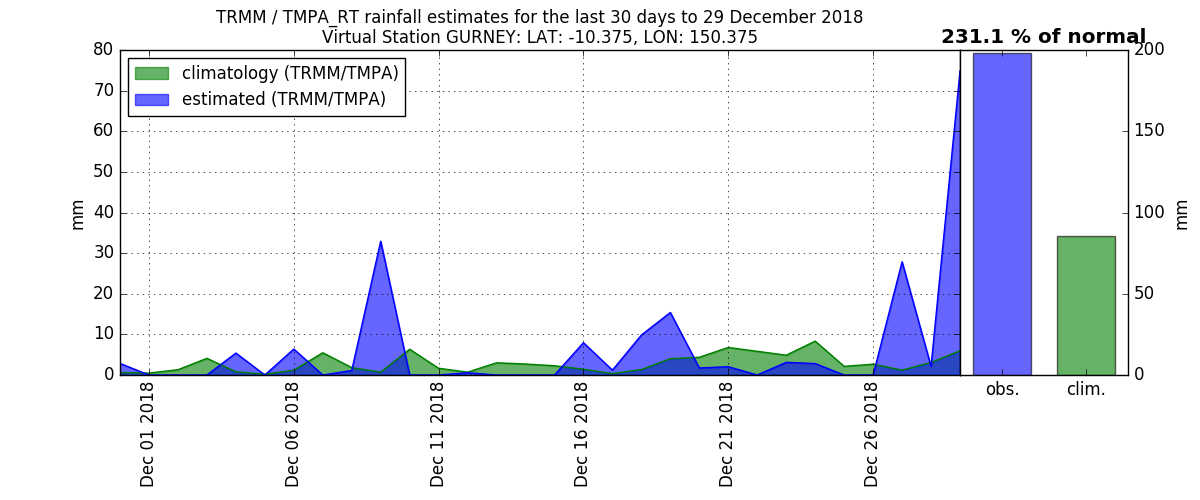 TRMM / TMPA_RT rainfall estimates for the last 30 days to 29 December 2018
Virtual Station GURNEY: LAT: -10.375, LON: 150.375
231.1 % of normal
climatology (TRMM/TMPA)
estimated (TRMM/TMPA)
80
70
60
50
40
30
20
10
0
mm
Dec 01 2018
Dec 06 2018
Dec 11 2018
Dec 16 2018
Dec 21 2018
Dec 26 2018
200
150
100
50
0
mm
obs.
clim.